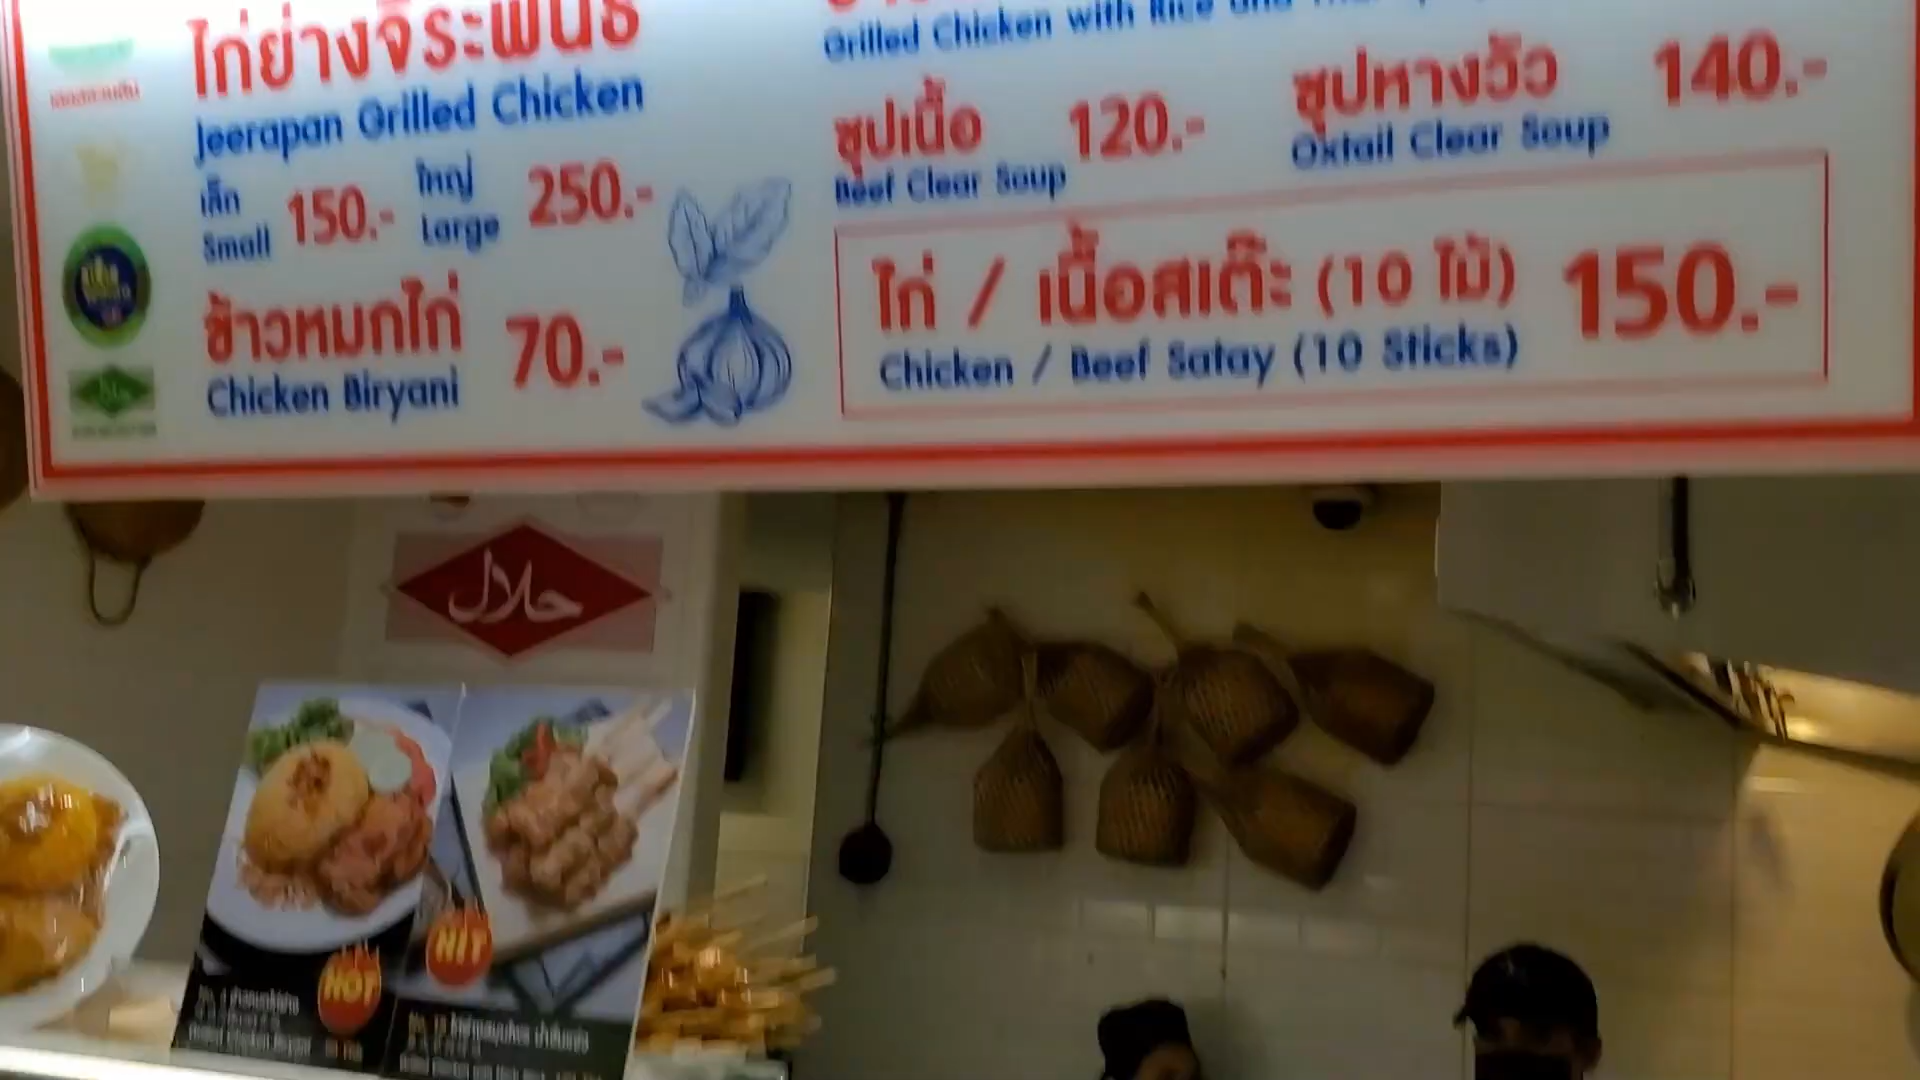 ไก่ย่างจีระพันธ์
Jeerapan Grilled Chicken
เล็ก
Small
150.-
ใหญ่
Large
250.-
ข้าวหมกไก่
Chicken Biryani
70.-
Grilled Chicken with Rice and
ซุปเนื้อ
Beef Clear Soup
120.-
ซุปหางวัว
Oxtail Clear Soup
140.-
ไก่ / เนื้อสเต๊ะ (10 ไม้)
Chicken / Beef Satay (10 Sticks)
150.-
حلال
HOT
HIT